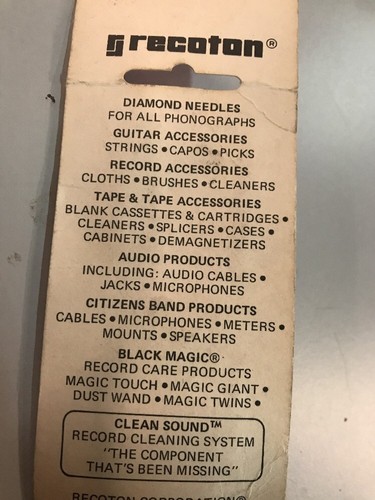 recoton®
DIAMOND NEEDLES
FOR ALL PHONOGRAPHS
GUITAR ACCESSORIES
STRINGS • CAPOS • PICKS
RECORD ACCESSORIES
CLOTHS • BRUSHES • CLEANERS
TAPE & TAPE ACCESSORIES
BLANK CASSETTES & CARTRIDGES •
CLEANERS • SPLICERS • CASES •
CABINETS • DEMAGNETIZERS
AUDIO PRODUCTS
INCLUDING: AUDIO CABLES •
JACKS • MICROPHONES
CITIZENS BAND PRODUCTS
CABLES • MICROPHONES • METERS •
MOUNTS • SPEAKERS
BLACK MAGIC®
RECORD CARE PRODUCTS
MAGIC TOUCH • MAGIC GIANT •
DUST WAND • MAGIC TWINS •
CLEAN SOUND™
RECORD CLEANING SYSTEM
"THE COMPONENT
THAT'S BEEN MISSING"
RECOTON CORPORATION®